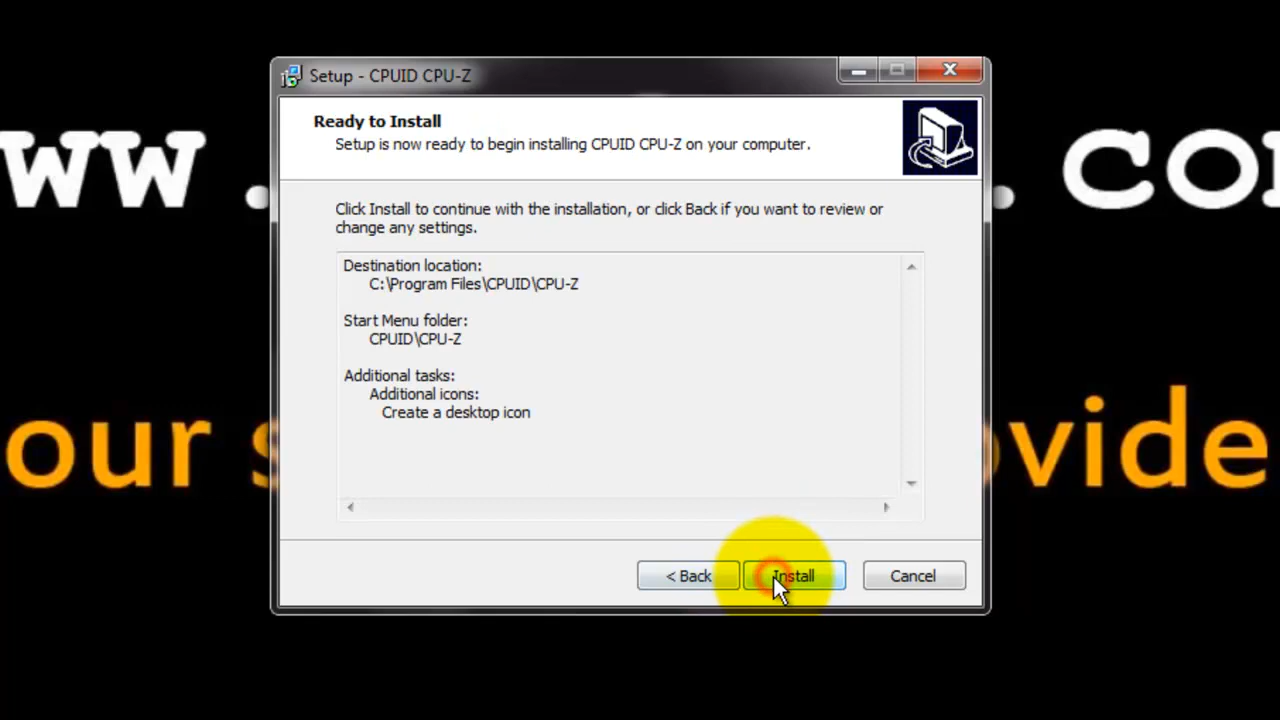 Setup - CPUID CPU-Z
Ready to Install
Setup is now ready to begin installing CPUID CPU-Z on your computer.
WW . . CO
Click Install to continue with the installation, or click Back if you want to review or
change any settings.
Destination location:
C:\Program Files\CPUID\CPU-Z
Start Menu folder:
CPUID\CPU-Z
Additional tasks:
Additional icons:
Create a desktop icon
our s ovide
< Back Install Cancel